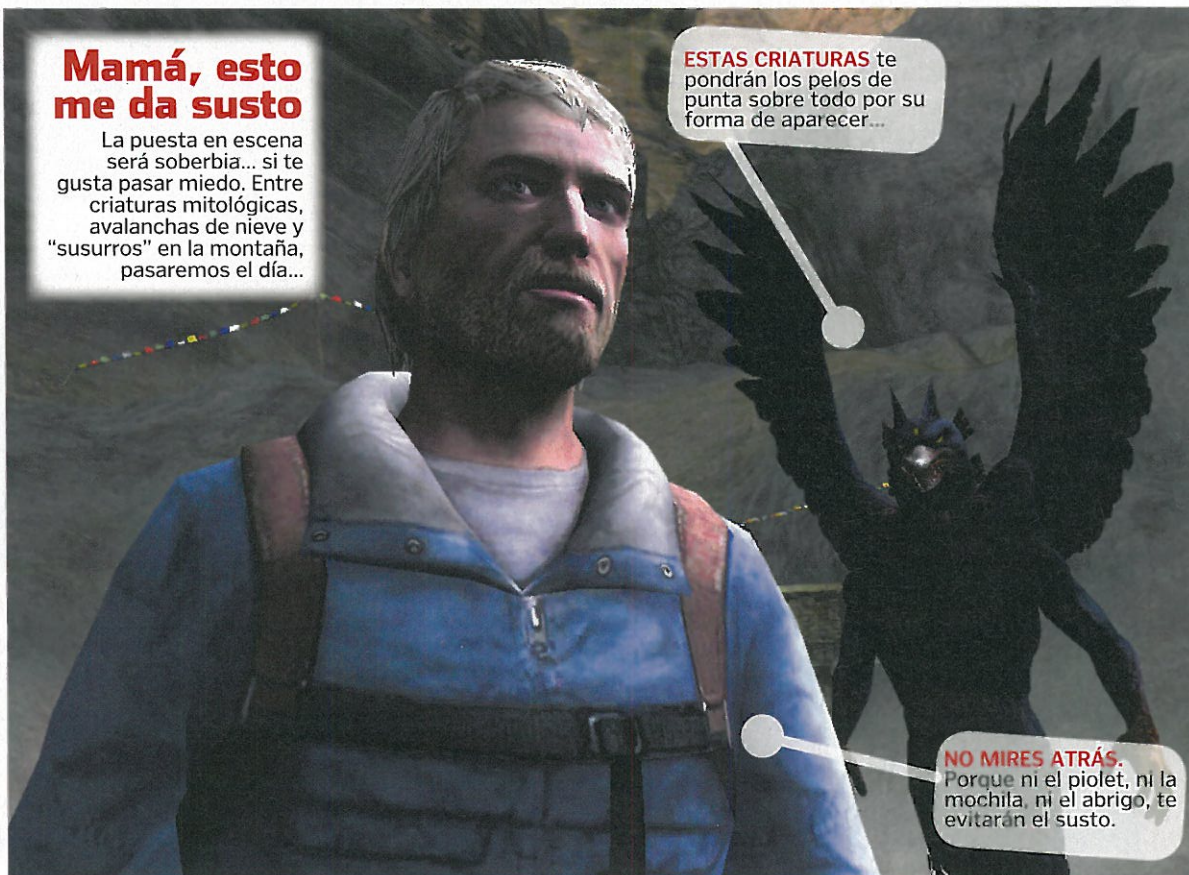 Mamá, esto
me da susto
La puesta en escena
será soberbia... si te
gusta pasar miedo. Entre
criaturas mitológicas,
avalanchas de nieve y
"susurros" en la montaña,
pasaremos el día...
ESTAS CRIATURAS te
pondrán los pelos de
punta sobre todo por su
forma de aparecer...
NO MIRES ATRÁS.
Porque ni el piolet, ni la
mochila, ni el abrigo, te
evitarán el susto.